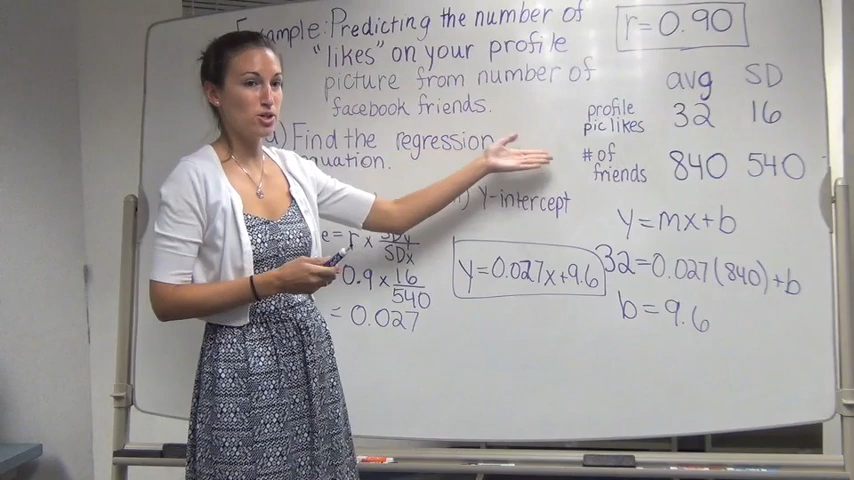 Example: Predicting the number of
"likes" on your profile
picture from number of
facebook friends.
Find the regression
equation.
r = 0.90
avg SD
profile pic likes 32 16
# of friends 840 540
y-intercept
= r x SDy/SDx
0.9 x 16/540
= 0.027
y=0.027x+9.6
y=mx+b
32=0.027(840)+b
b=9.6